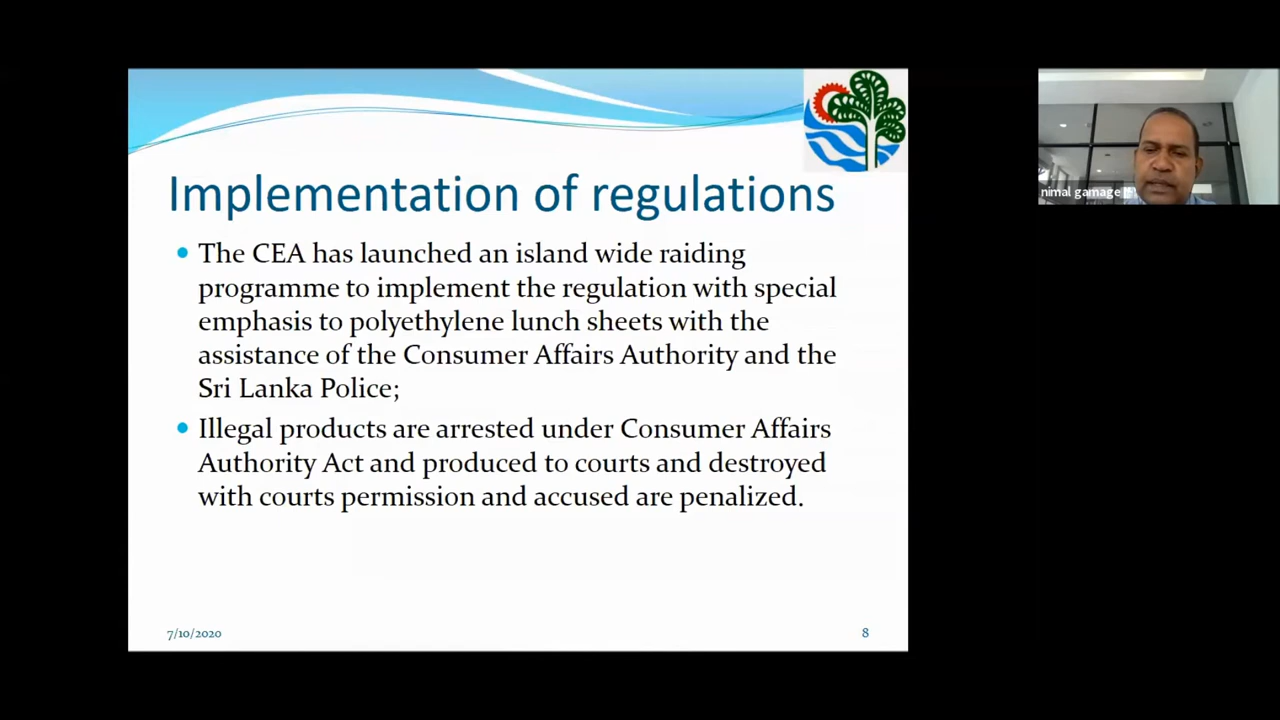 Implementation of regulations
The CEA has launched an island wide raiding
programme to implement the regulation with special
emphasis to polyethylene lunch sheets with the
assistance of the Consumer Affairs Authority and the
Sri Lanka Police;
Illegal products are arrested under Consumer Affairs
Authority Act and produced to courts and destroyed
with courts permission and accused are penalized.
7/10/2020
8
nimal gamage